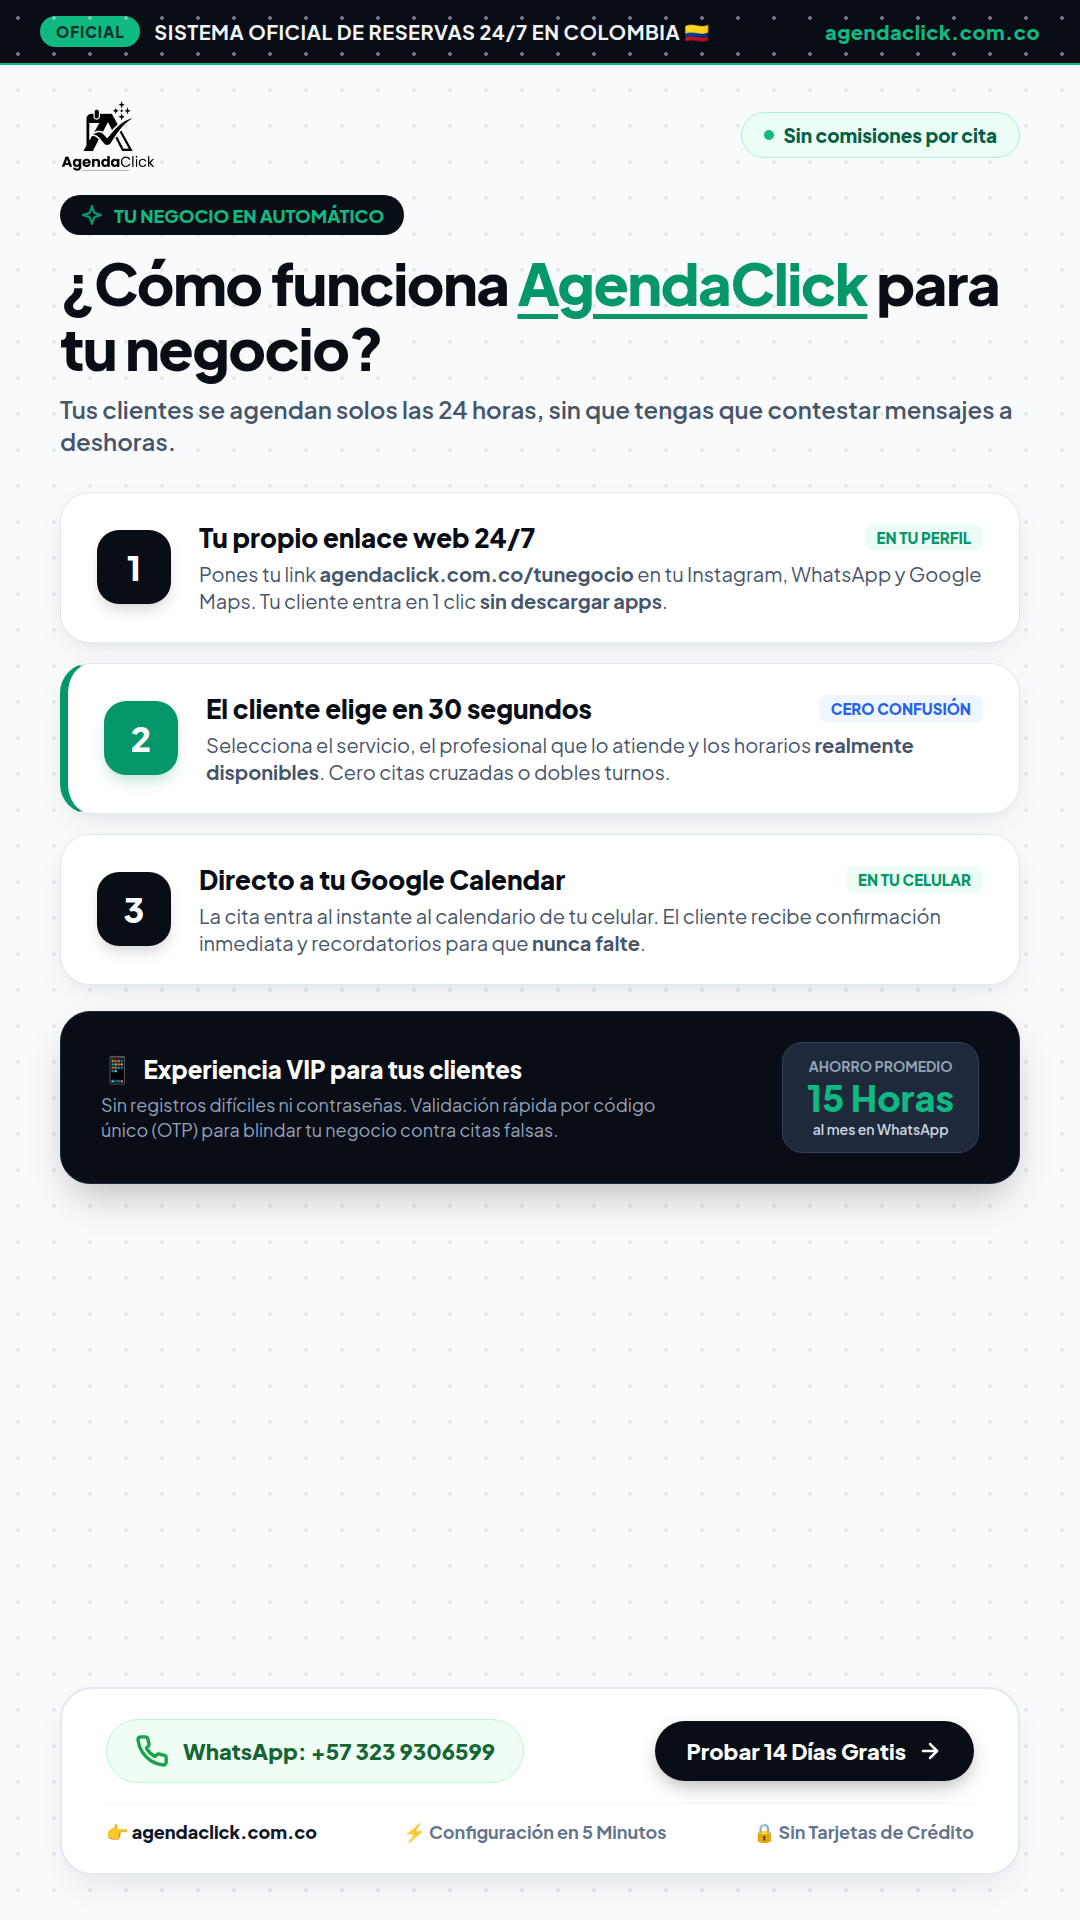 OFICIAL SISTEMA OFICIAL DE RESERVAS 24/7 EN COLOMBIA 🇨🇴 agendaclick.com.co
AgendaClick
Sin comisiones por cita
TU NEGOCIO EN AUTOMÁTICO
¿Cómo funciona AgendaClick para
tu negocio?
Tus clientes se agendan solos las 24 horas, sin que tengas que contestar mensajes a
deshoras.
1
Tu propio enlace web 24/7
EN TU PERFIL
Pones tu link agendaclick.com.co/tunegocio en tu Instagram, WhatsApp y Google
Maps. Tu cliente entra en 1 clic sin descargar apps.
2
El cliente elige en 30 segundos
CERO CONFUSIÓN
Selecciona el servicio, el profesional que lo atiende y los horarios realmente
disponibles. Cero citas cruzadas o dobles turnos.
3
Directo a tu Google Calendar
EN TU CELULAR
La cita entra al instante al calendario de tu celular. El cliente recibe confirmación
inmediata y recordatorios para que nunca falte.
📱 Experiencia VIP para tus clientes
Sin registros difíciles ni contraseñas. Validación rápida por código
único (OTP) para blindar tu negocio contra citas falsas.
AHORRO PROMEDIO
15 Horas
al mes en WhatsApp
WhatsApp: +57 323 9306599
Probar 14 Días Gratis →
👉 agendaclick.com.co
⚡ Configuración en 5 Minutos
🔒 Sin Tarjetas de Crédito